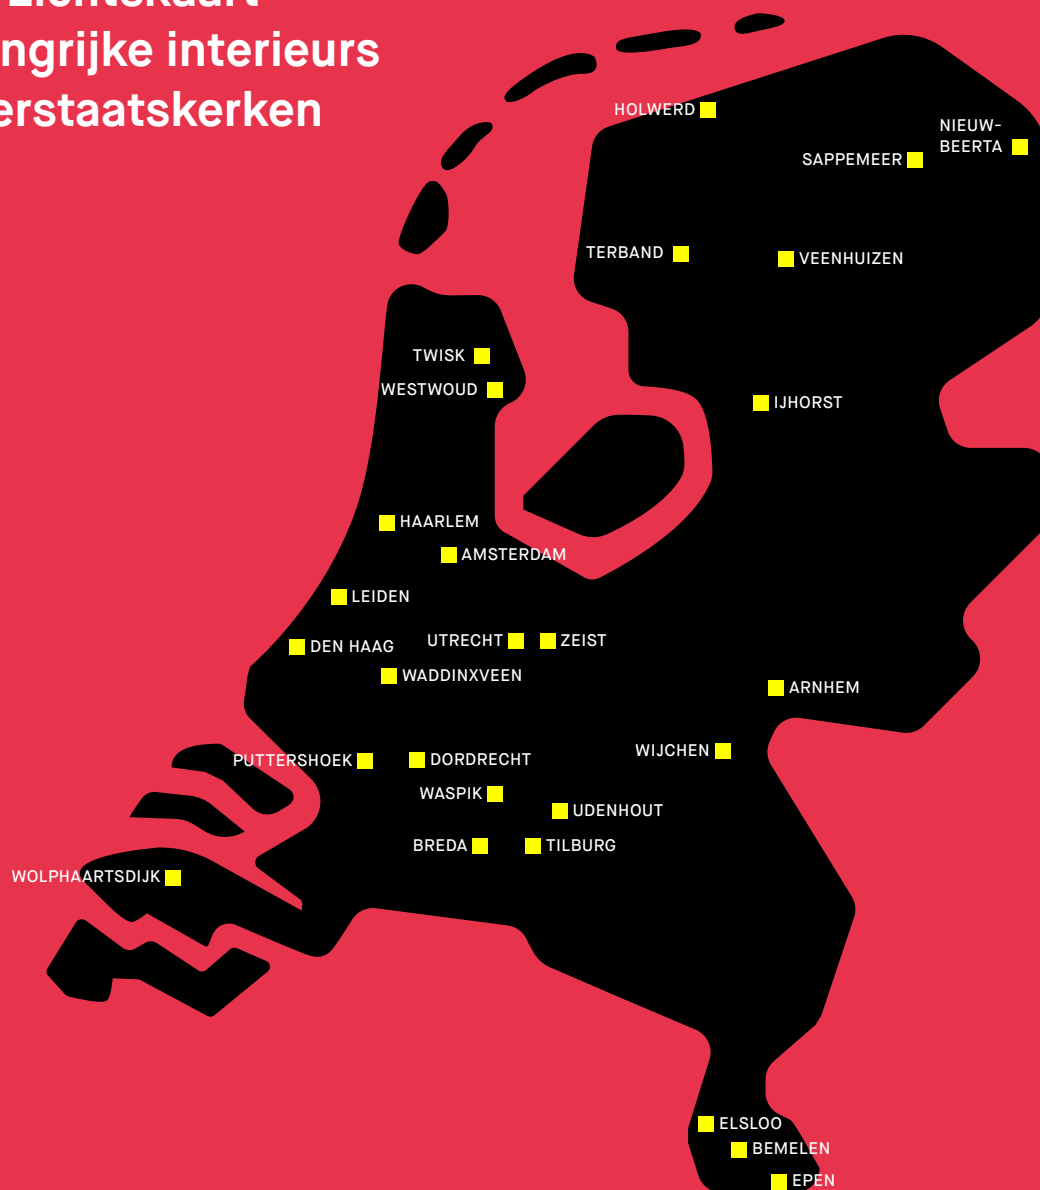 ngrijke interieurs
erstaatskerken
HOLWERD
NIEUW-
BEERTA
SAPPEMEER
TERBAND
VEENHUIZEN
TWISK
WESTWOUD
IJHORST
HAARLEM
AMSTERDAM
LEIDEN
UTRECHT
ZEIST
DEN HAAG
WADDINXVEEN
ARNHEM
WIJCHEN
PUTTERSHOEK
DORDRECHT
WASPIK
UDENHOUT
BREDA
TILBURG
WOLPHAARTSDIJK
ELSLOO
BEMELEN
EPEN